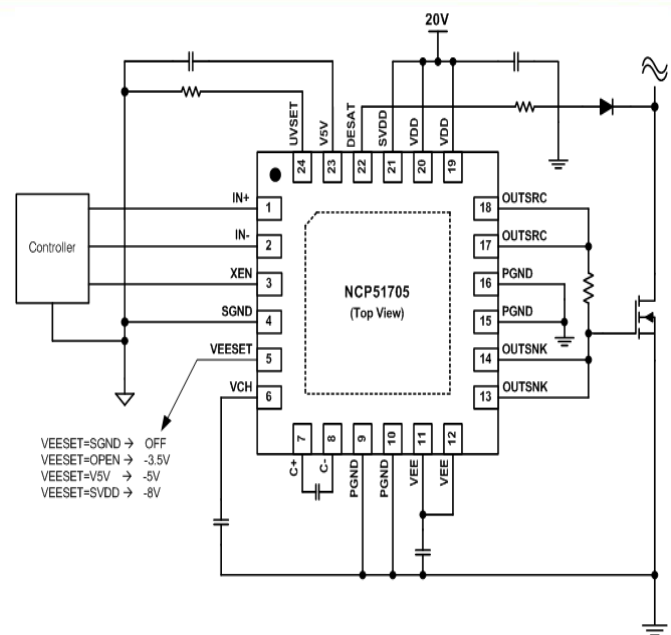 20V
UVSET
V5V
DESAT
SVDD
VDD
VDD
24
23
22
21
20
19
IN+
1
IN-
2
XEN
3
SGND
4
VEESET
5
VCH
6
Controller
NCP51705
(Top View)
18
OUTSRC
17
OUTSRC
16
PGND
15
PGND
14
OUTSNK
13
OUTSNK
7
8
9
10
11
12
C+
C-
PGND
PGND
VEE
VEE
VEESET=SGND → OFF
VEESET=OPEN → -3.5V
VEESET=V5V → -5V
VEESET=SVDD → -8V